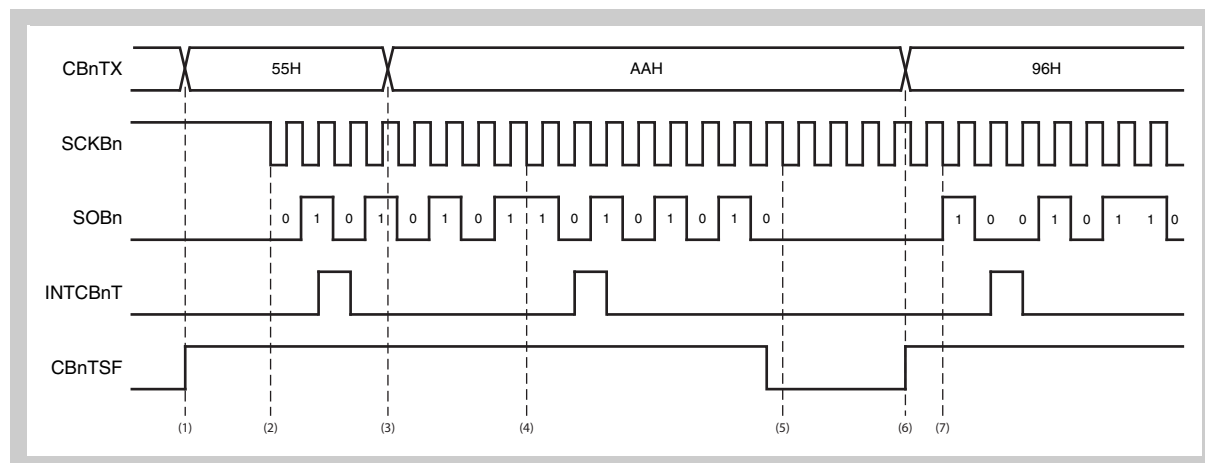 CBnTX 55H AAH 96H
SCKBn
SOBn 0 1 0 1 0 1 0 1 1 0 1 0 1 0 1 0 1 0 0 1 0 1 1 0
INTCBnT
CBnTSF
(1) (2) (3) (4) (5) (6) (7)